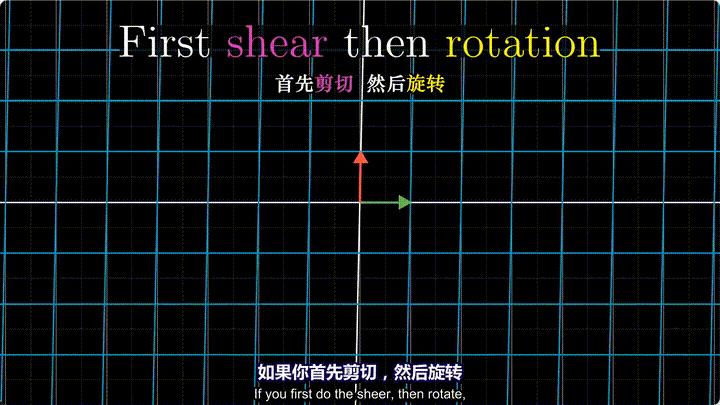 First shear then rotation
首先剪切 然后旋转
如果你首先剪切，然后旋转
If you first do the sheer, then rotate,